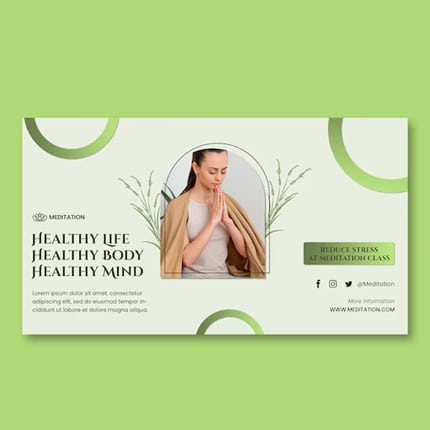 MEDITATION
HEALTHY LIFE
HEALTHY BODY
HEALTHY MIND
Lorem ipsum dolor sit amet, consectetur
adipiscing elit, sed do eiusmod tempor in-
cididunt ut labore et dolore magna aliqua.
REDUCE STRESS
AT MEDITATION CLASS
@Meditation
More information
WWW.MEDITATION.COM